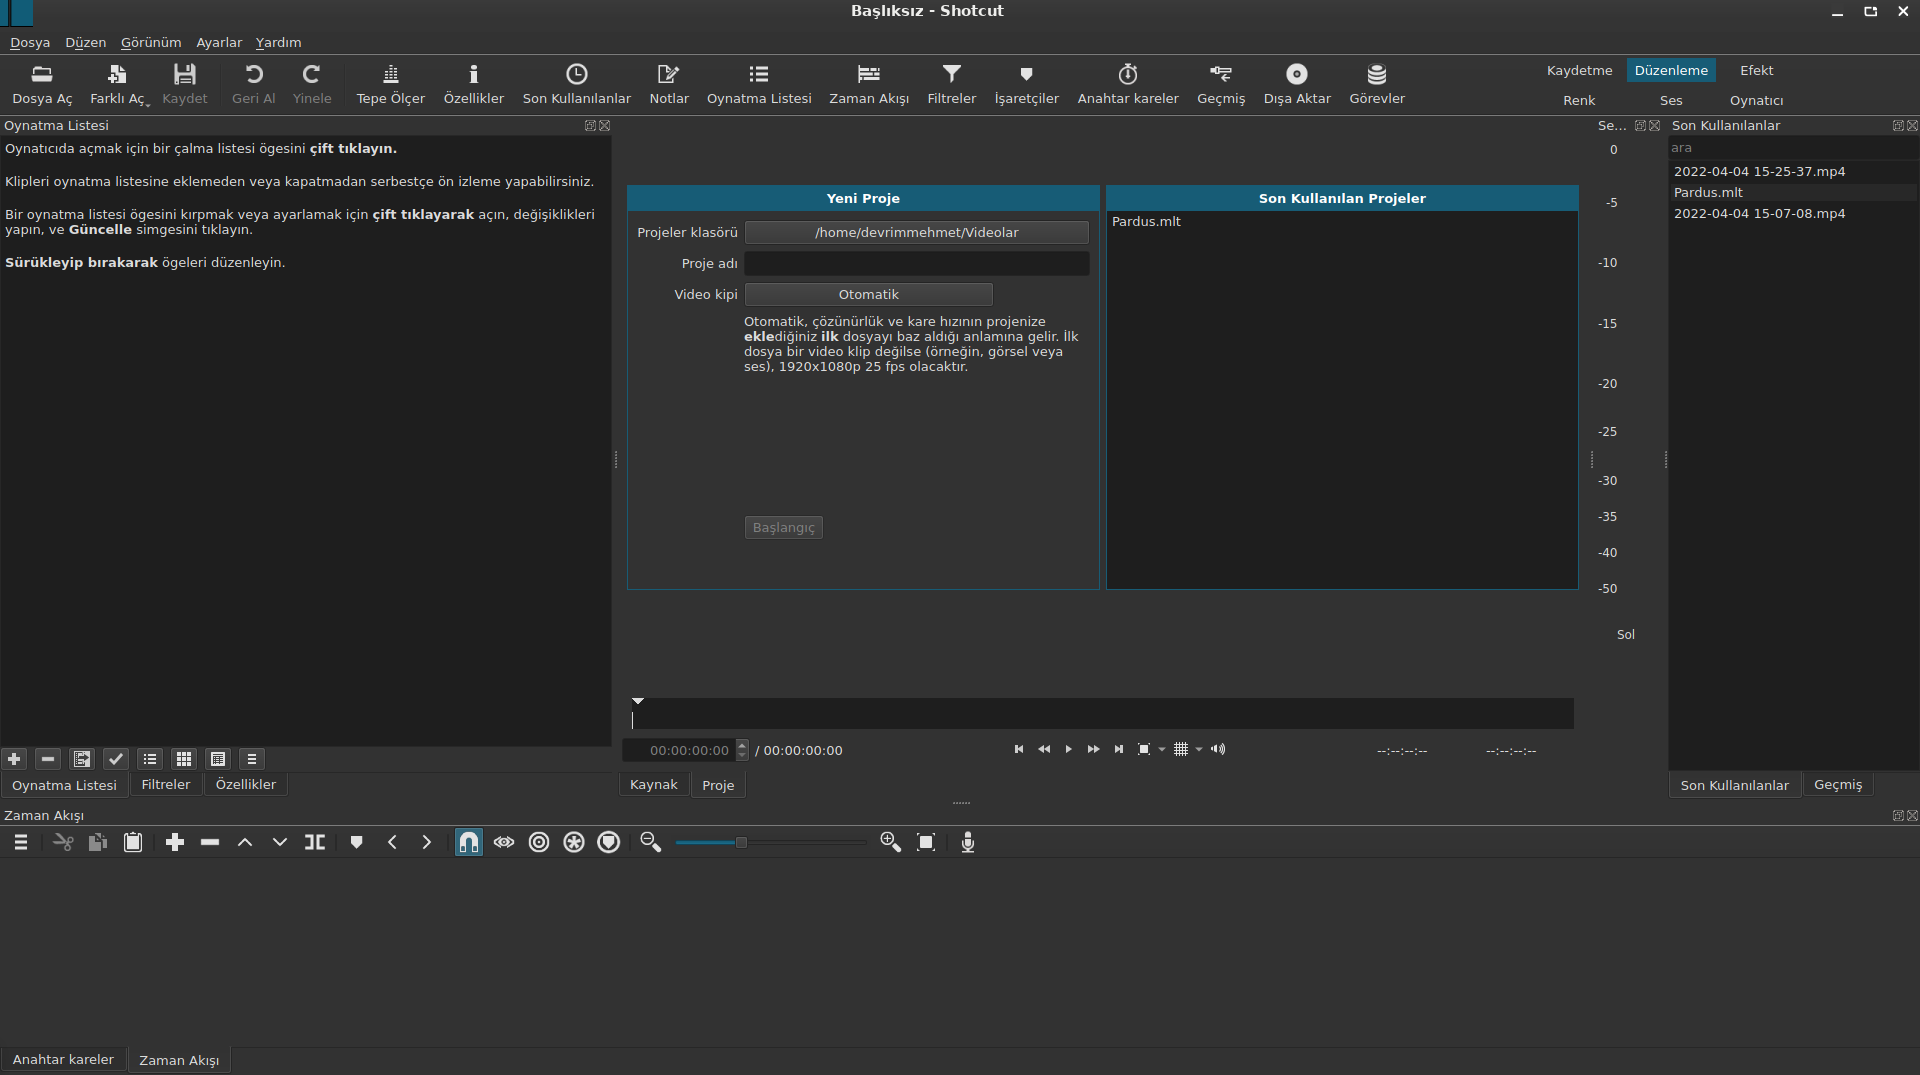 Başlıksız - Shotcut
Dosya Düzen Görünüm Ayarlar Yardım
Dosya Aç Farklı Aç Kaydet Geri Al Yinele Tepe Ölçer Özellikler Son Kullanılanlar Notlar Oynatma Listesi Zaman Akışı Filtreler İşaretçiler Anahtar kareler Geçmiş Dışa Aktar Görevler
Kaydetme Düzenleme Efekt
Renk Ses Oynatıcı
Oynatma Listesi
Oynatıcıda açmak için bir çalma listesi ögesini çift tıklayın.
Klipleri oynatma listesine eklemeden veya kapatmadan serbestçe ön izleme yapabilirsiniz.
Bir oynatma listesi ögesini kırpmak veya ayarlamak için çift tıklayarak açın, değişiklikleri
yapın, ve Güncelle simgesini tıklayın.
Sürükleyip bırakarak ögeleri düzenleyin.
Oynatma Listesi Filtreler Özellikler
Yeni Proje
Projeler klasörü /home/devrimmehmet/Videolar
Proje adı
Video kipi Otomatik
Otomatik, çözünürlük ve kare hızının projenize
eklediğiniz ilk dosyayı baz aldığı anlamına gelir. İlk
dosya bir video klip değilse (örneğin, görsel veya
ses), 1920x1080p 25 fps olacaktır.
Başlangıç
Son Kullanılan Projeler
Pardus.mlt
00:00:00:00 / 00:00:00:00
--:--:--:-- --:--:--:--
Kaynak Proje
Se...
0
-5
-10
-15
-20
-25
-30
-35
-40
-50
Sol
Son Kullanılanlar
ara
2022-04-04 15-25-37.mp4
Pardus.mlt
2022-04-04 15-07-08.mp4
Son Kullanılanlar Geçmiş
Zaman Akışı
Anahtar kareler Zaman Akışı